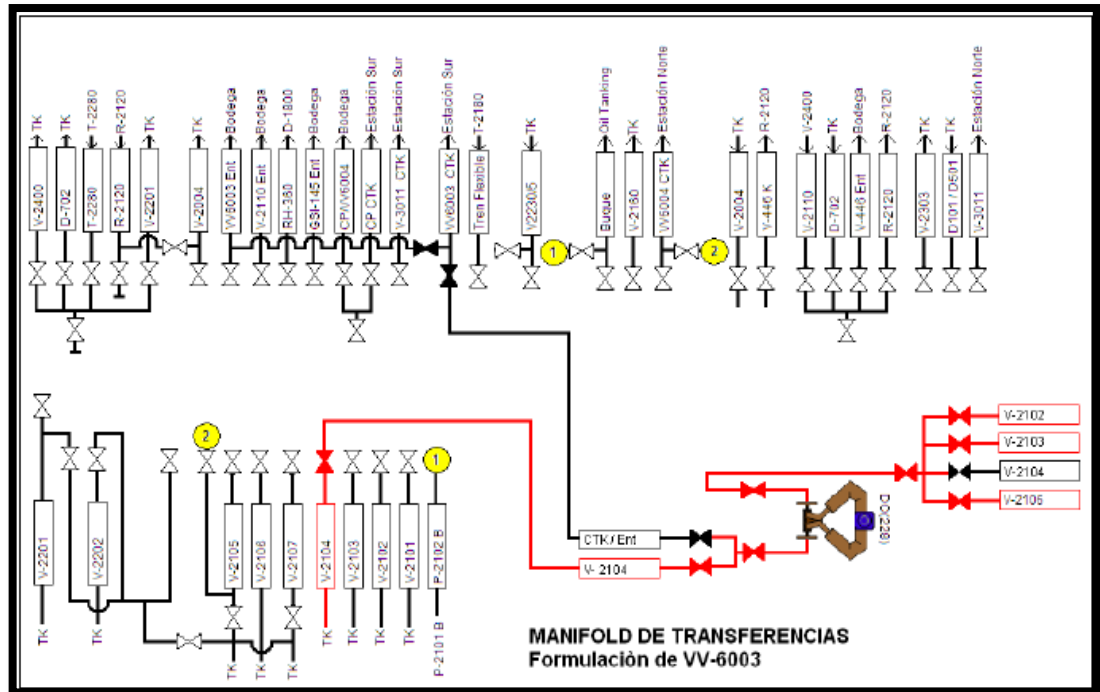 TK
TK
T-2280
R-2120
TK
TK
Bodega
Bodega
D-1800
Bodega
Bodega
Estación Sur
Estación Sur
Estación Sur
T-2180
TK
Oil Tanking
TK
Estación Norte
TK
R-2120
V-2400
TK
Bodega
R-2120
TK
TK
Estación Norte
V-2400
D-702
T-2280
R-2120
V-2201
V-2004
VV6003 Ent
V-2110 Ent
RH-360
GSI-145 Ent
CP/VV6004
CP CTK
V-3011 CTK
VV6003 CTK
Tren Flexible
V2230/5
Buque
V-2160
VV6004 CTK
V-2004
V-446 K
V-2110
D-702
V-446 Ent
R-2120
V-2303
D101 / D501
V-3011
1
2
2
1
V-2201
V-2202
V-2105
V-2106
V-2107
V-2104
V-2103
V-2102
V-2101
P-2102 B
TK
TK
TK
TK
TK
TK
TK
TK
TK
P-2101 B
CTK / Ent
V- 2104
V-2102
V-2103
V-2104
V-2106
MANIFOLD DE TRANSFERENCIAS
Formulaciòn de VV-6003